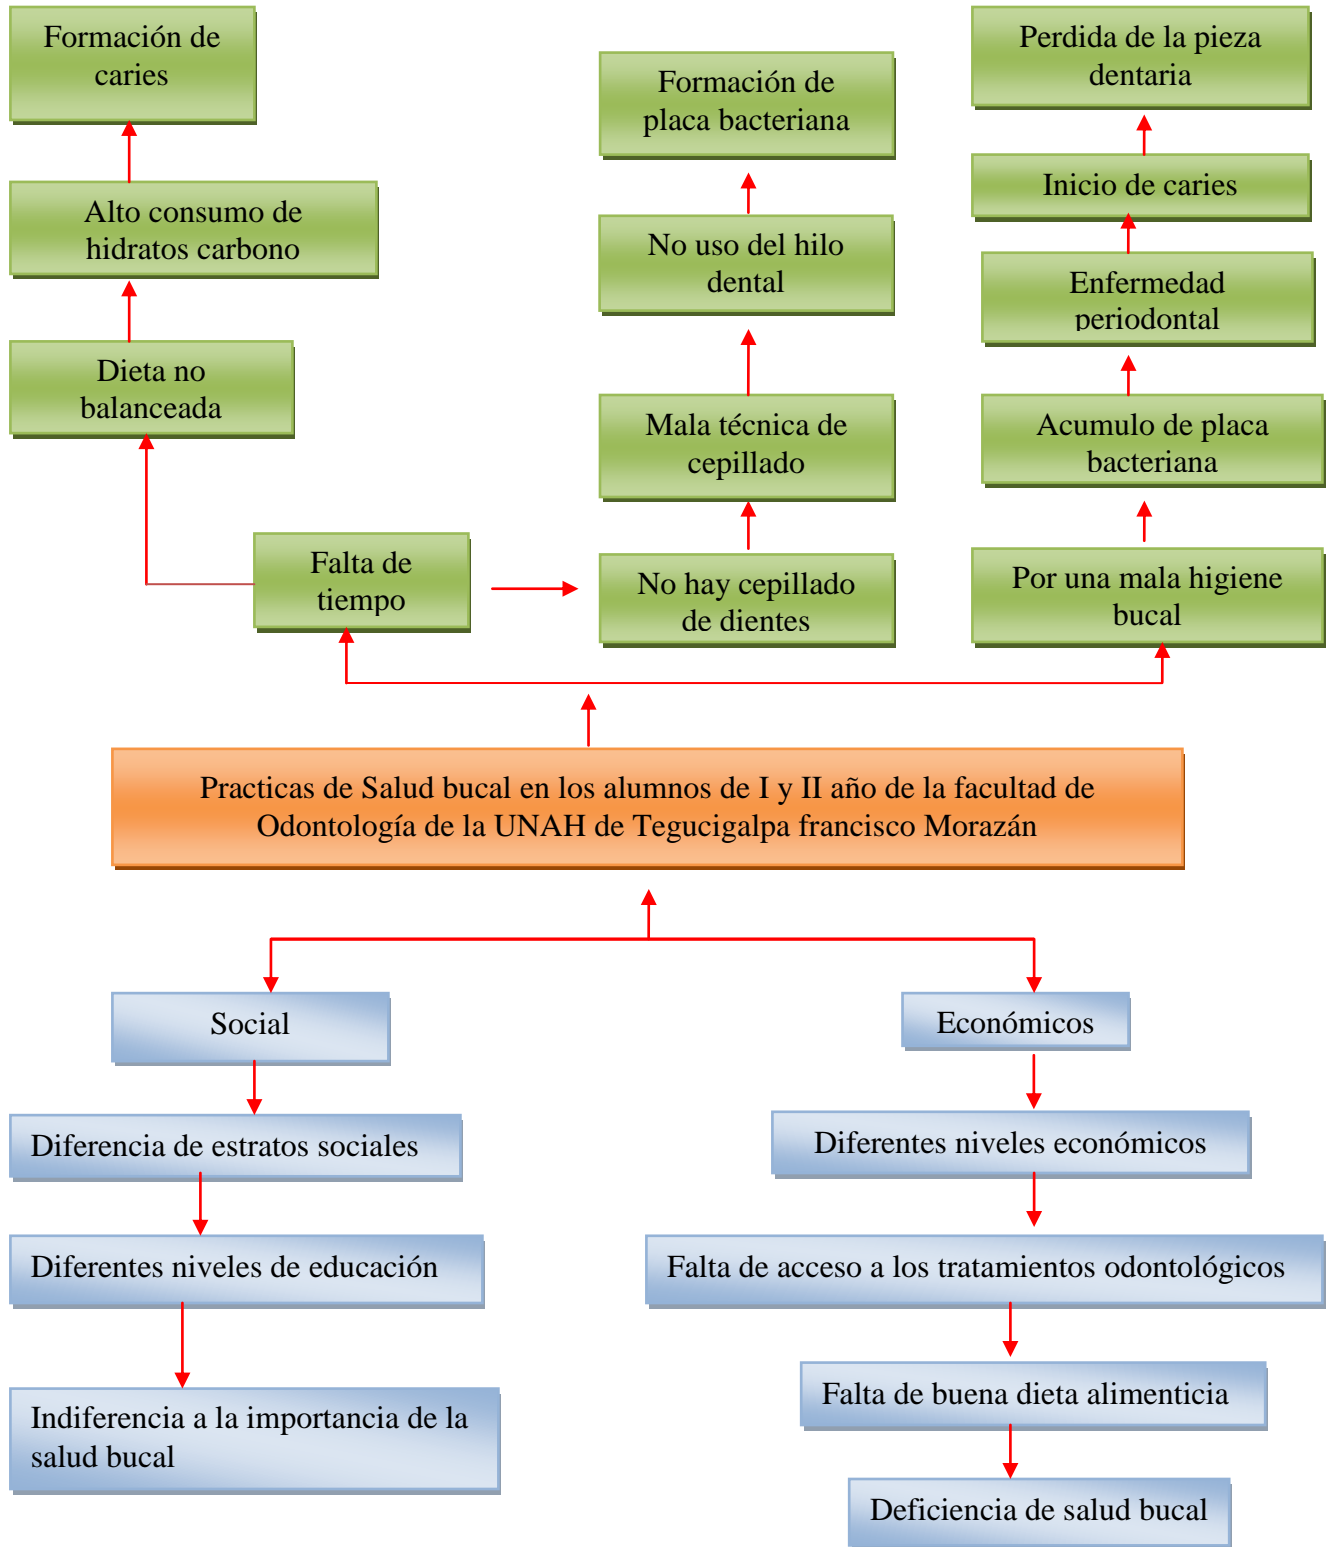 Formación de
caries
Alto consumo de
hidratos carbono
Dieta no
balanceada
Falta de
tiempo
Formación de
placa bacteriana
No uso del hilo
dental
Mala técnica de
cepillado
No hay cepillado
de dientes
Perdida de la pieza
dentaria
Inicio de caries
Enfermedad
periodontal
Acumulo de placa
bacteriana
Por una mala higiene
bucal
Practicas de Salud bucal en los alumnos de I y II año de la facultad de
Odontología de la UNAH de Tegucigalpa francisco Morazán
Social
Diferencia de estratos sociales
Diferentes niveles de educación
Indiferencia a la importancia de la
salud bucal
Económicos
Diferentes niveles económicos
Falta de acceso a los tratamientos odontológicos
Falta de buena dieta alimenticia
Deficiencia de salud bucal